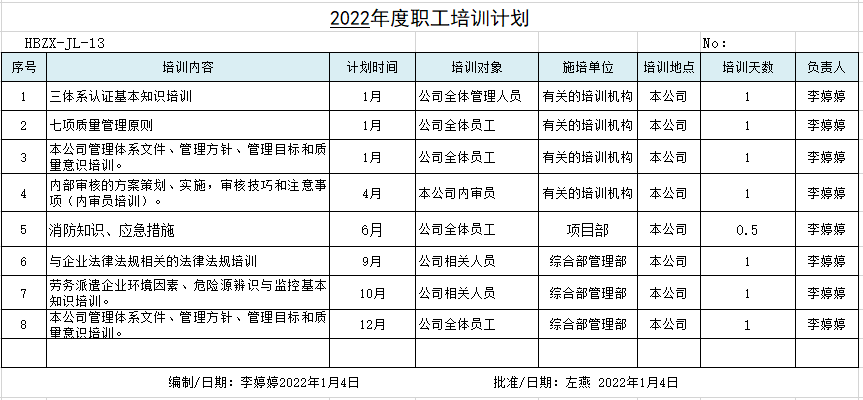 2022年度职工培训计划
HBZX-JL-13 No：
序号 培训内容 计划时间 培训对象 施培单位 培训地点 培训天数 负责人
1 三体系认证基本知识培训 1月 公司全体管理人员 有关的培训机构 本公司 1 李婷婷
2 七项质量管理原则 1月 公司全体员工 有关的培训机构 本公司 1 李婷婷
3 本公司管理体系文件、管理方针、管理目标和质 1月 公司全体员工 有关的培训机构 本公司 1 李婷婷
量意识培训。
4 内部审核的方案策划、实施，审核技巧和注意事 4月 本公司内审员 有关的培训机构 本公司 1 李婷婷
项（内审员培训）。
5 消防知识、应急措施 6月 公司全体员工 项目部 本公司 0.5 李婷婷
6 与企业法律法规相关的法律法规培训 9月 公司相关人员 综合部管理部 本公司 1 李婷婷
7 劳务派遣企业环境因素、危险源辨识与监控基本 10月 公司相关人员 综合部管理部 本公司 1 李婷婷
知识培训。
8 本公司管理体系文件、管理方针、管理目标和质 12月 公司全体员工 综合部管理部 本公司 1 李婷婷
量意识培训。
编制/日期：李婷婷2022年1月4日 批准/日期：左燕 2022年1月4日